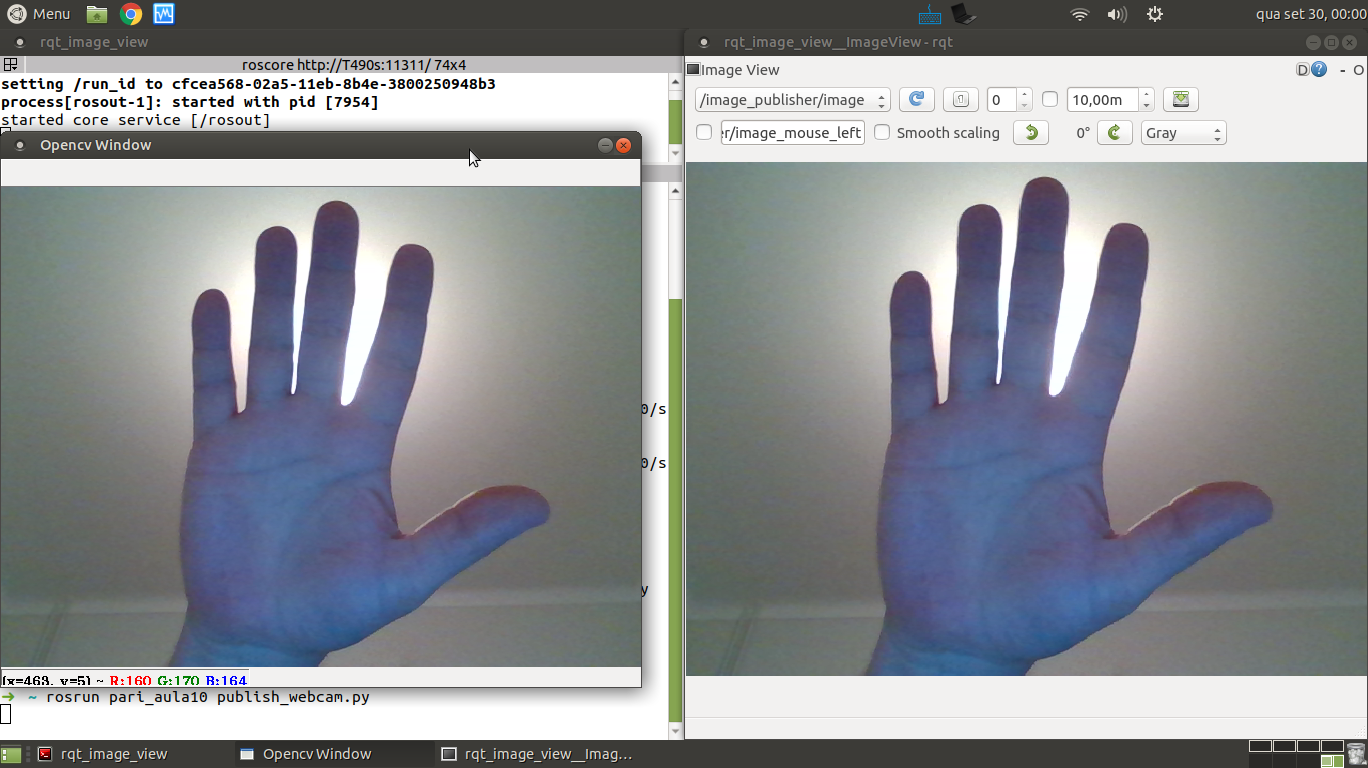 Menu
qua set 30, 00:00
rqt_image_view
roscore http://T490s:11311/ 74x4
setting /run_id to cfcea568-02a5-11eb-8b4e-3800250948b3
process[rosout-1]: started with pid [7954]
started core service [/rosout]
Opencv Window
0/s
0/s
y
[x=463, y=5) ~ R:160 G:170 B:164
➜ ~ rosrun pari_aula10 publish_webcam.py
rqt_image_view__ImageView - rqt
Image View
D
- O
/image_publisher/image
0
10,00m
er/image_mouse_left
Smooth scaling
0°
Gray
rqt_image_view
Opencv Window
rqt_image_view__Imag...